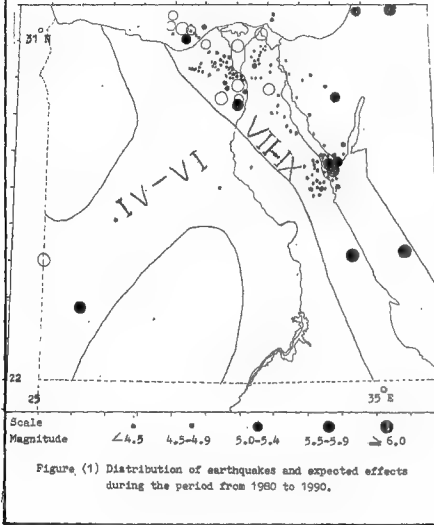 31°N
VII-IX
IV-VI
22
25
35°E
Scale
Magnitude <4.5 4.5-4.9 5.0-5.4 5.5-5.9 ≥6.0
Figure (1) Distribution of earthquakes and expected effects
during the period from 1980 to 1990.